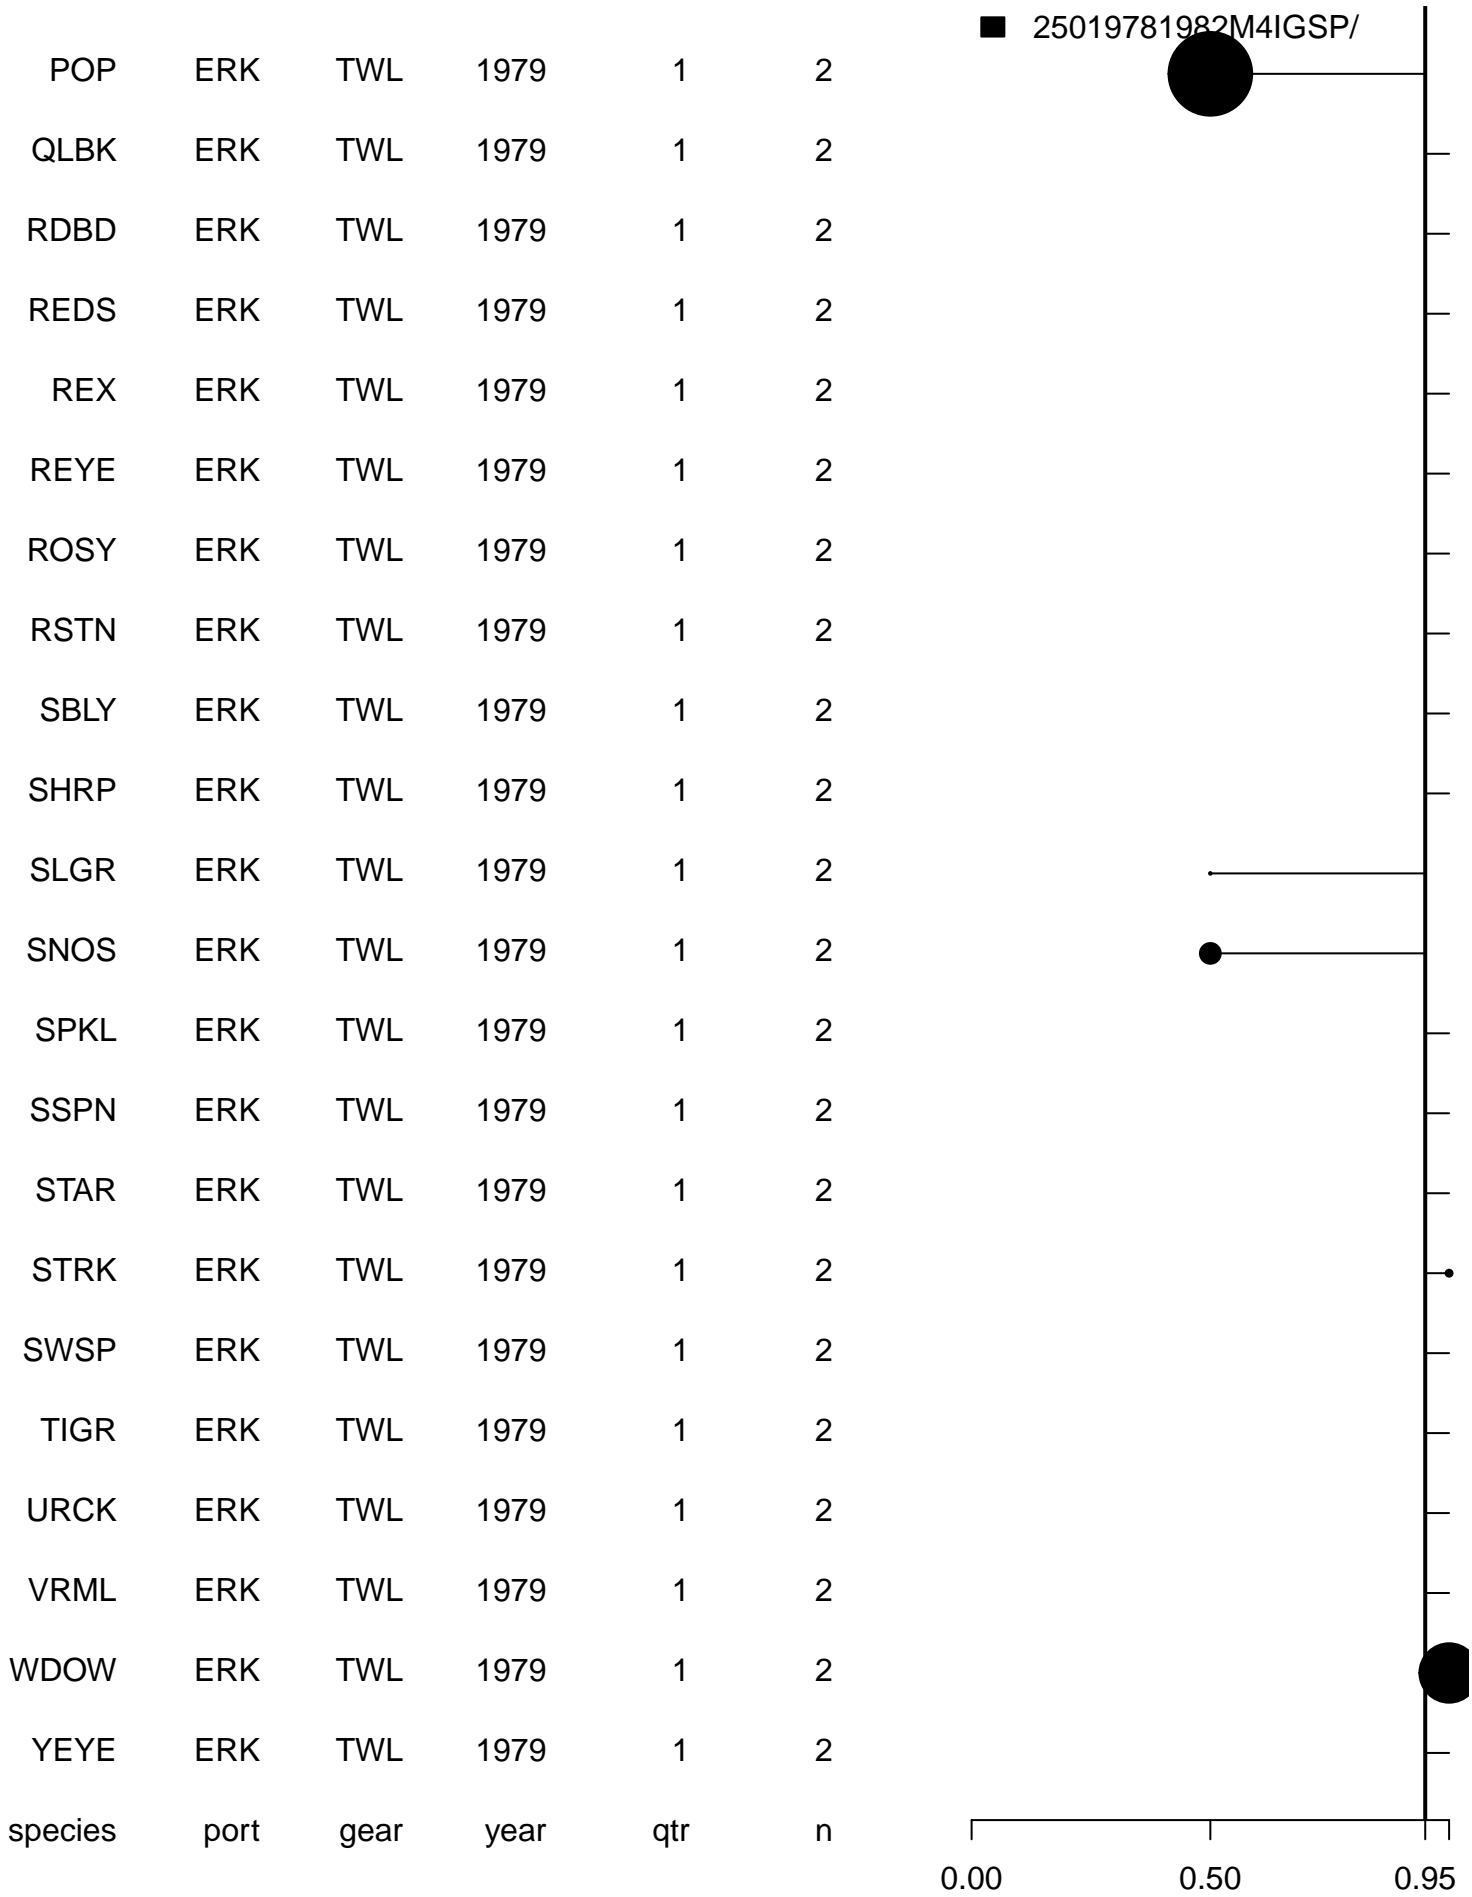 25019781982M4IGSP/
POP ERK TWL 1979 1 2
QLBK ERK TWL 1979 1 2
RDBD ERK TWL 1979 1 2
REDS ERK TWL 1979 1 2
REX ERK TWL 1979 1 2
REYE ERK TWL 1979 1 2
ROSY ERK TWL 1979 1 2
RSTN ERK TWL 1979 1 2
SBLY ERK TWL 1979 1 2
SHRP ERK TWL 1979 1 2
SLGR ERK TWL 1979 1 2
SNOS ERK TWL 1979 1 2
SPKL ERK TWL 1979 1 2
SSPN ERK TWL 1979 1 2
STAR ERK TWL 1979 1 2
STRK ERK TWL 1979 1 2
SWSP ERK TWL 1979 1 2
TIGR ERK TWL 1979 1 2
URCK ERK TWL 1979 1 2
VRML ERK TWL 1979 1 2
WDOW ERK TWL 1979 1 2
YEYE ERK TWL 1979 1 2
species port gear year qtr n
0.00 0.50 0.95